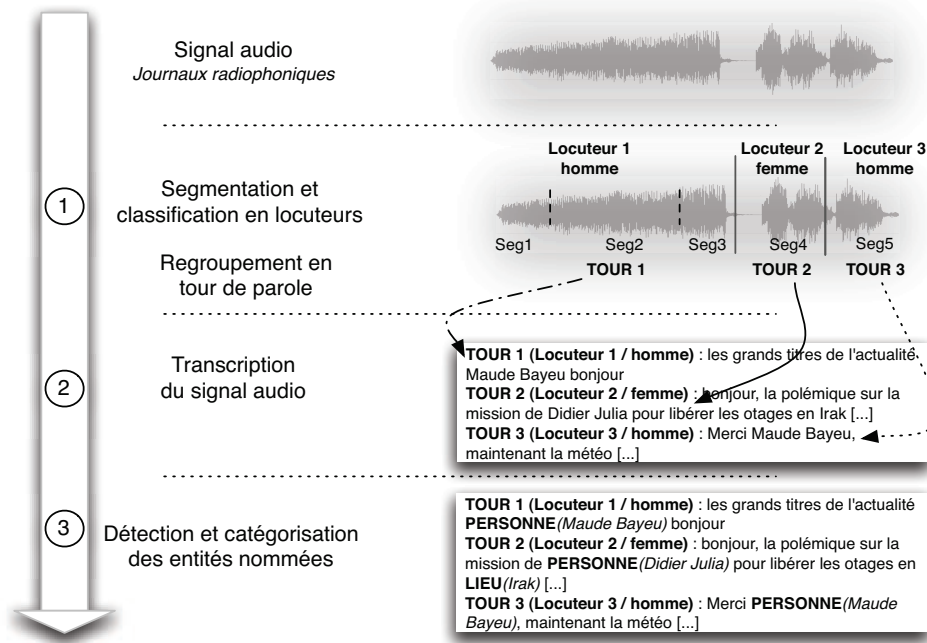 Signal audio
Journaux radiophoniques
Locuteur 1
homme
Locuteur 2
femme
Locuteur 3
homme
1
Segmentation et
classification en locuteurs
Seg1
Seg2
Seg3
Seg4
Seg5
Regroupement en
tour de parole
TOUR 1
TOUR 2
TOUR 3
2
Transcription
du signal audio
TOUR 1 (Locuteur 1 / homme) : les grands titres de l'actualité
Maude Bayeu bonjour
TOUR 2 (Locuteur 2 / femme) : bonjour, la polémique sur la
mission de Didier Julia pour libérer les otages en Irak [...]
TOUR 3 (Locuteur 3 / homme) : Merci Maude Bayeu,
maintenant la météo [...]
3
Détection et catégorisation
des entités nommées
TOUR 1 (Locuteur 1 / homme) : les grands titres de l'actualité
PERSONNE(Maude Bayeu) bonjour
TOUR 2 (Locuteur 2 / femme) : bonjour, la polémique sur la
mission de PERSONNE(Didier Julia) pour libérer les otages en
LIEU(Irak) [...]
TOUR 3 (Locuteur 3 / homme) : Merci PERSONNE(Maude
Bayeu), maintenant la météo [...]